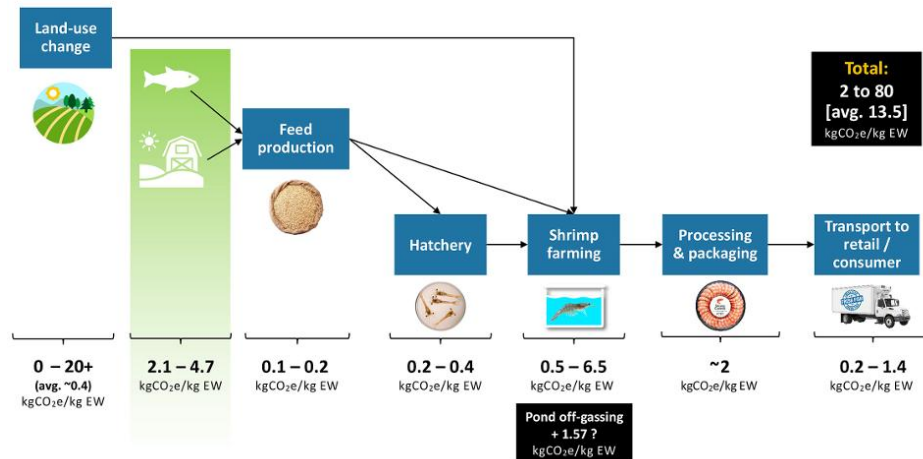 Land-use
change
Total:
2 to 80
[avg. 13.5]
kgCO₂e/kg EW
Feed
production
Hatchery
Shrimp
farming
Processing
& packaging
Transport to
retail /
consumer
0 – 20+
(avg. ~0.4)
kgCO₂e/kg EW
2.1 – 4.7
kgCO₂e/kg EW
0.1 – 0.2
kgCO₂e/kg EW
0.2 – 0.4
kgCO₂e/kg EW
0.5 – 6.5
kgCO₂e/kg EW
~2
kgCO₂e/kg EW
0.2 – 1.4
kgCO₂e/kg EW
Pond off-gassing
+ 1.57 ?
kgCO₂e/kg EW